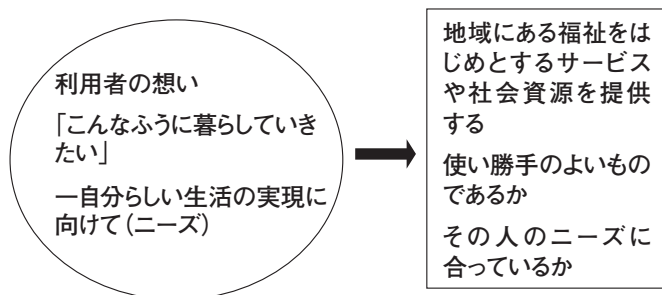 利用者の想い
「こんなふうに暮らしていき
たい」
一自分らしい生活の実現に
向けて(ニーズ)
地域にある福祉をは
じめとするサービス
や社会資源を提供
する
使い勝手のよいもの
であるか
その人のニーズに
合っているか